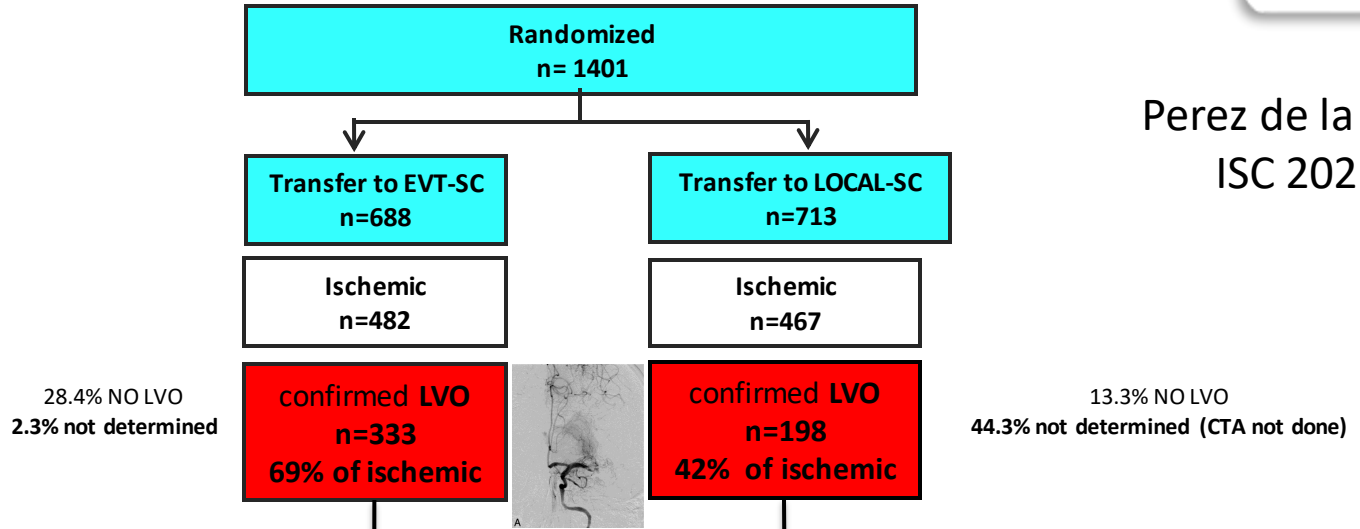 Randomized
n= 1401
Perez de la
ISC 202
Transfer to EVT-SC
n=688
Transfer to LOCAL-SC
n=713
Ischemic
n=482
Ischemic
n=467
28.4% NO LVO
2.3% not determined
confirmed LVO
n=333
69% of ischemic
A
confirmed LVO
n=198
42% of ischemic
13.3% NO LVO
44.3% not determined (CTA not done)